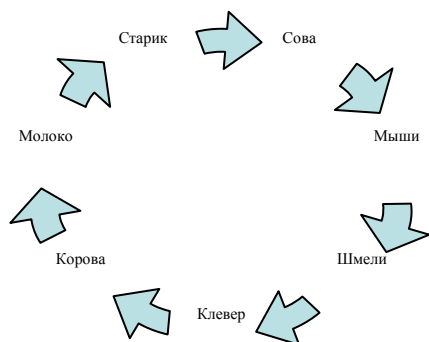 Старик
Сова
Мыши
Шмели
Клевер
Корова
Молоко